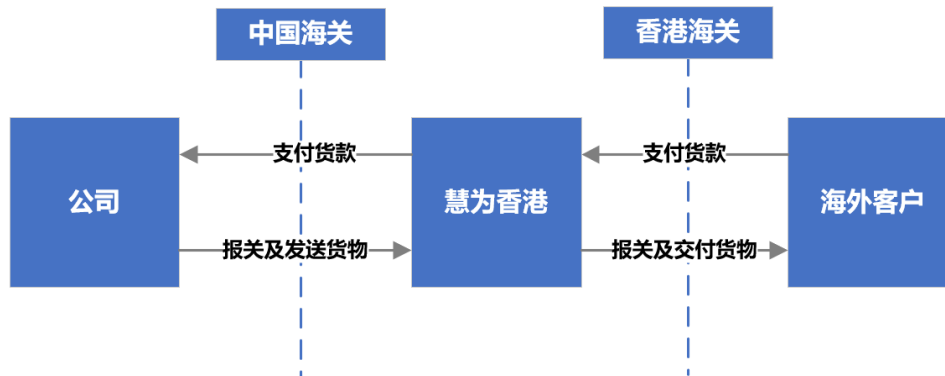 中国海关
香港海关
支付货款
支付货款
公司
慧为香港
海外客户
报关及发送货物
报关及交付货物